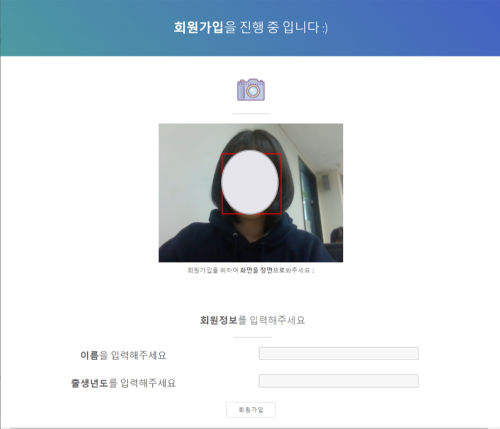 회원가입을 진행 중 입니다 :)
회원가입을 위하여 화면을 정면으로봐주세요 :)
회원정보를 입력해주세요
이름을 입력해주세요
출생년도를 입력해주세요
회원가입